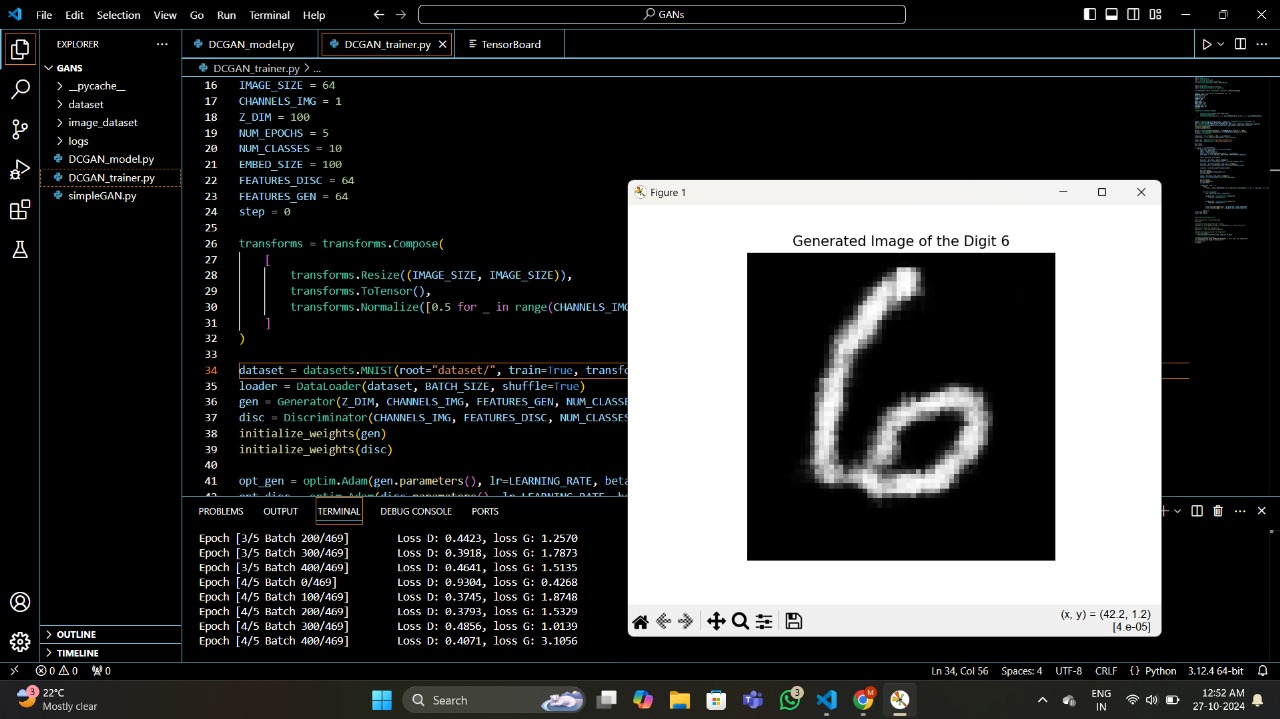 File Edit Selection View Go Run Terminal Help
GANs
EXPLORER
GANS
__pycache__
dataset
image_dataset
logs
DCGAN_model.py
DCGAN_trainer.py
simpleGAN.py
OUTLINE
TIMELINE
DCGAN_model.py DCGAN_trainer.py TensorBoard
DCGAN_trainer.py > ...
16 IMAGE_SIZE = 64
17 CHANNELS_IMG = 1
18 Z_DIM = 100
19 NUM_EPOCHS = 5
20 NUM_CLASSES = 10
21 EMBED_SIZE = 100
22 FEATURES_DISC = 64
23 FEATURES_GEN = 64
24 step = 0
25
26 transforms = transforms.Compose(
27 [
28 transforms.Resize((IMAGE_SIZE, IMAGE_SIZE)),
29 transforms.ToTensor(),
30 transforms.Normalize([0.5 for _ in range(CHANNELS_IMG
31 ]
32 )
33
34 dataset = datasets.MNIST(root="dataset/", train=True, transfo
35 loader = DataLoader(dataset, BATCH_SIZE, shuffle=True)
36 gen = Generator(Z_DIM, CHANNELS_IMG, FEATURES_GEN, NUM_CLASSE
37 disc = Discriminator(CHANNELS_IMG, FEATURES_DISC, NUM_CLASSES
38 initialize_weights(gen)
39 initialize_weights(disc)
40
41 opt_gen = optim.Adam(gen.parameters(), lr=LEARNING_RATE, beta
Figure 1
Generated Image of the Digit 6
6
(x, y) = (42.2, 1.2)
[4.e-05]
PROBLEMS OUTPUT TERMINAL DEBUG CONSOLE PORTS
Epoch [3/5 Batch 200/469] Loss D: 0.4423, loss G: 1.2570
Epoch [3/5 Batch 300/469] Loss D: 0.3918, loss G: 1.7873
Epoch [3/5 Batch 400/469] Loss D: 0.4641, loss G: 1.5135
Epoch [4/5 Batch 0/469] Loss D: 0.9304, loss G: 0.4268
Epoch [4/5 Batch 100/469] Loss D: 0.3745, loss G: 1.8748
Epoch [4/5 Batch 200/469] Loss D: 0.3793, loss G: 1.5329
Epoch [4/5 Batch 300/469] Loss D: 0.4856, loss G: 1.0139
Epoch [4/5 Batch 400/469] Loss D: 0.4071, loss G: 3.1056
0 0 0 Ln 34, Col 56 Spaces: 4 UTF-8 CRLF {} Python 3.12.4 64-bit
3 22°C
Mostly clear
Search
3
M
ENG
IN
12:52 AM
27-10-2024